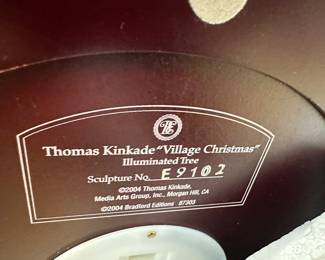 Thomas Kinkade "Village Christmas"
Illuminated Tree
Sculpture No. E9102
©2004 Thomas Kinkade,
Media Arts Group, Inc., Morgan Hill, CA
©2004 Bradford Editions 87303